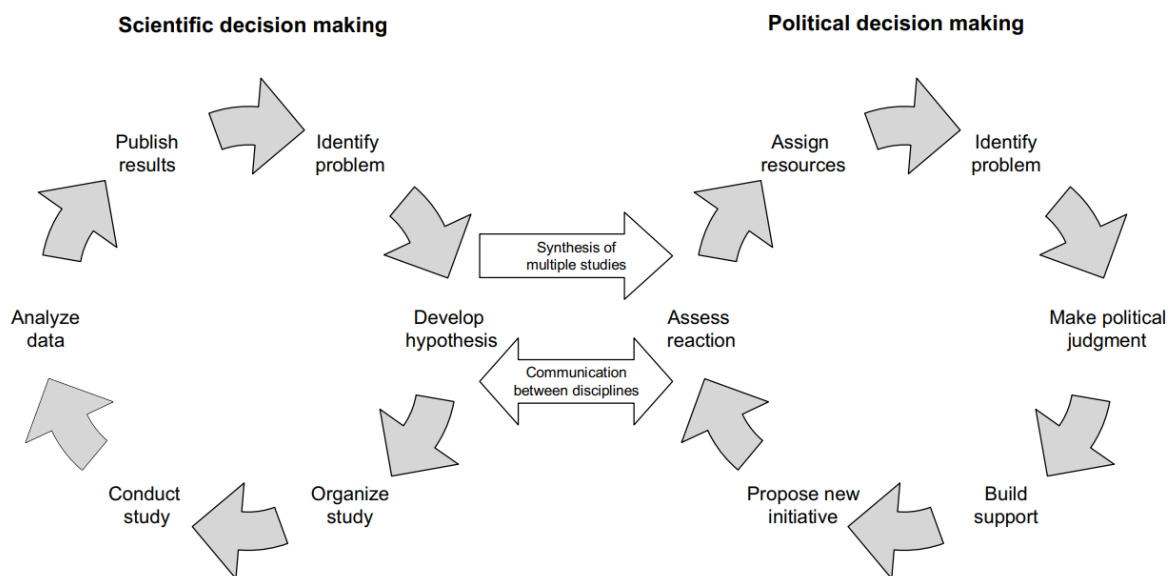 Scientific decision making
Political decision making
Publish
results
Identify
problem
Develop
hypothesis
Organize
study
Conduct
study
Analyze
data
Synthesis of
multiple studies
Communication
between disciplines
Assign
resources
Identify
problem
Make political
judgment
Build
support
Propose new
initiative
Assess
reaction